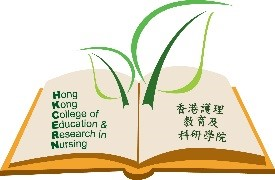 Hong
Kong
College of
Education &
Research in
Nursing
香港護理
教育及
科研學院